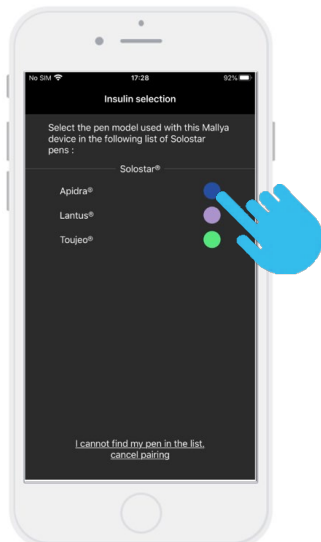 No SIM 17:28 92%
Insulin selection
Select the pen model used with this Mallya
device in the following list of Solostar
pens :
Solostar®
Apidra®
Lantus®
Toujeo®
I cannot find my pen in the list,
cancel pairing